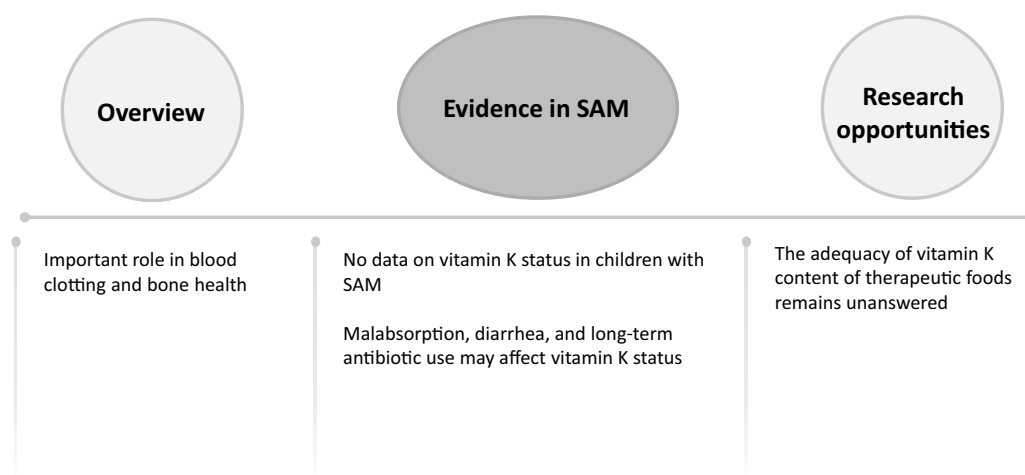 Overview
Evidence in SAM
Research
opportunities
Important role in blood
clotting and bone health
No data on vitamin K status in children with
SAM
Malabsorption, diarrhea, and long-term
antibiotic use may affect vitamin K status
The adequacy of vitamin K
content of therapeutic foods
remains unanswered